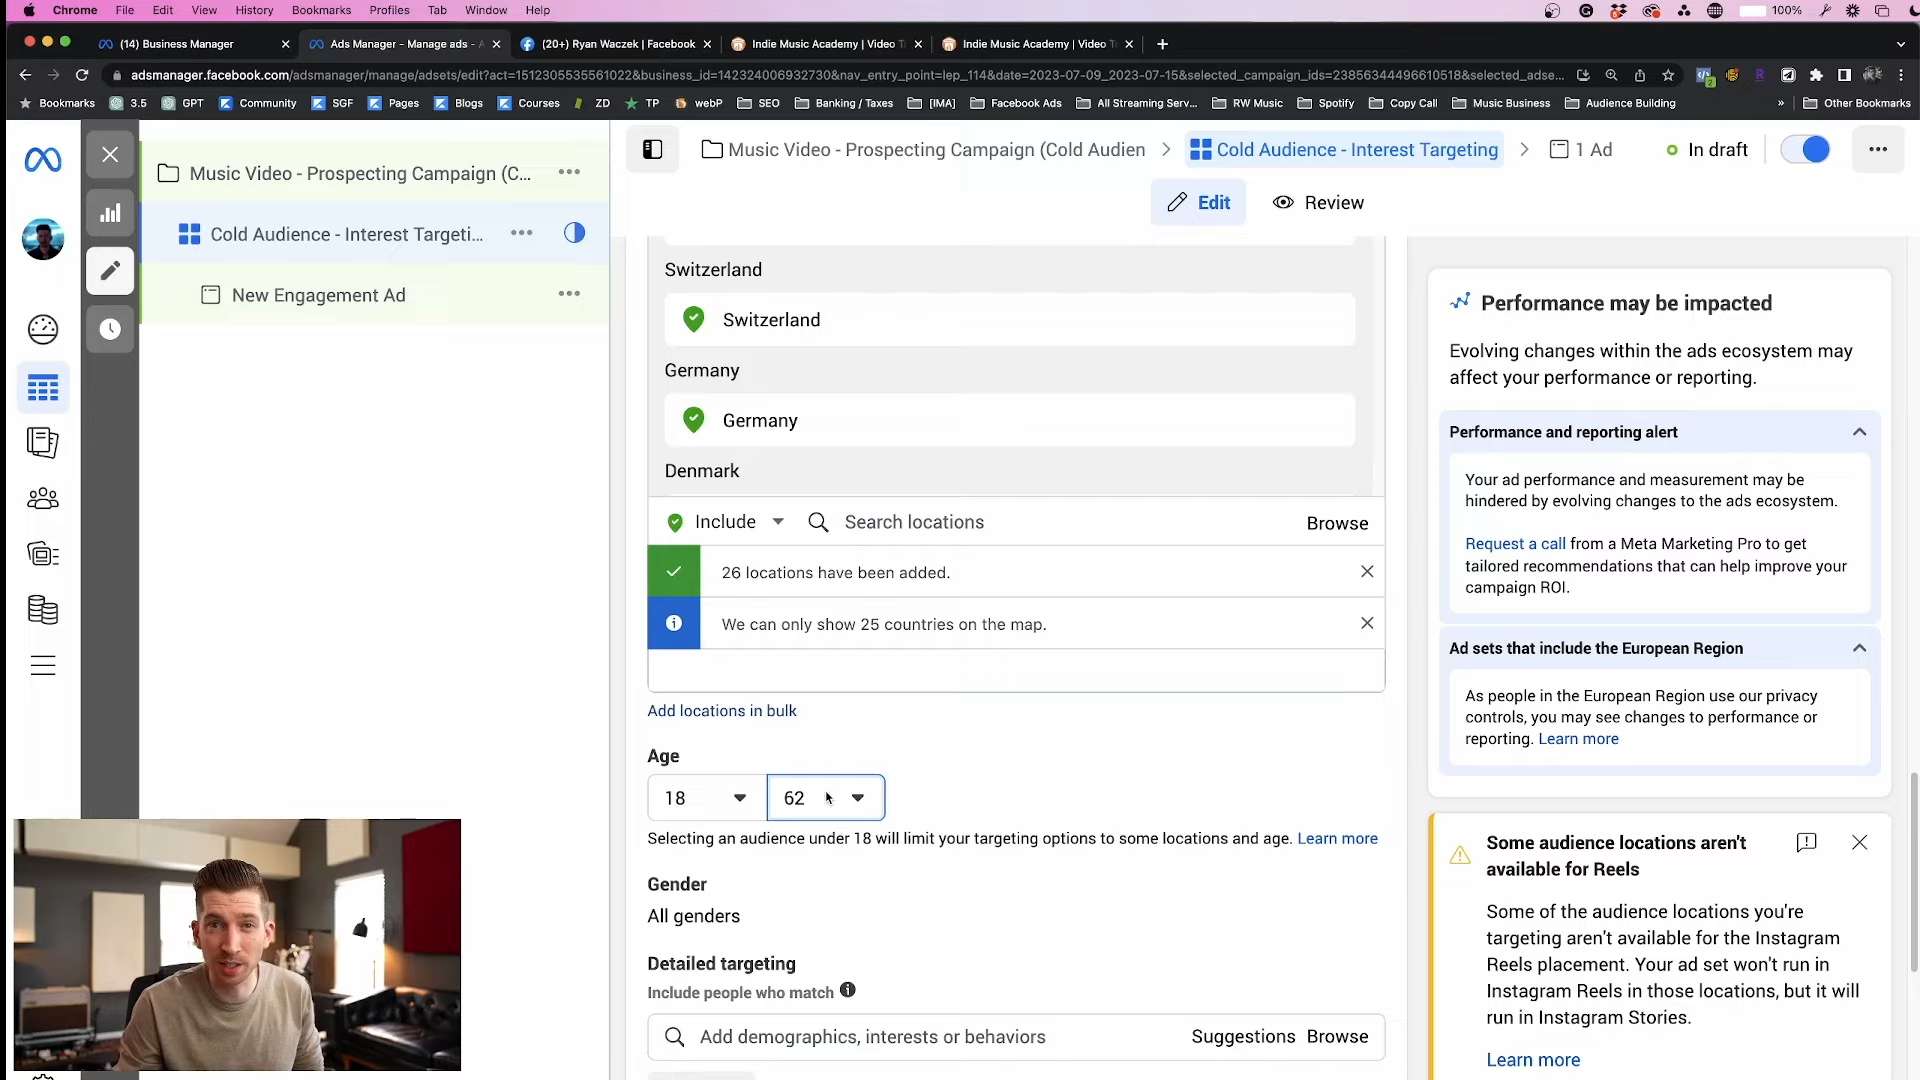 Chrome File Edit View History Bookmarks Profiles Tab Window Help
100%
(14) Business Manager
Ads Manager - Manage ads - A
(20+) Ryan Waczek | Facebook
Indie Music Academy | Video T
Indie Music Academy | Video T
adsmanager.facebook.com/adsmanager/manage/adsets/edit?act=1512305535561022&business_id=142324006932730&nav_entry_point=lep_114&date=2023-07-09_2023-07-15&selected_campaign_ids=23856344496610518&selected_adse...
Bookmarks 3.5 GPT Community SGF Pages Blogs Courses ZD TP webP SEO Banking / Taxes [IMA] Facebook Ads All Streaming Serv... RW Music Spotify Copy Call Music Business Audience Building » Other Bookmarks
Music Video - Prospecting Campaign (C...
Cold Audience - Interest Targeti...
New Engagement Ad
Music Video - Prospecting Campaign (Cold Audien
Cold Audience - Interest Targeting
1 Ad
In draft
Edit
Review
Switzerland
Switzerland
Germany
Germany
Denmark
Include
Search locations
Browse
26 locations have been added.
We can only show 25 countries on the map.
Add locations in bulk
Age
18
62
Selecting an audience under 18 will limit your targeting options to some locations and age. Learn more
Gender
All genders
Detailed targeting
Include people who match
Add demographics, interests or behaviors
Suggestions
Browse
Performance may be impacted
Evolving changes within the ads ecosystem may
affect your performance or reporting.
Performance and reporting alert
Your ad performance and measurement may be
hindered by evolving changes to the ads ecosystem.
Request a call from a Meta Marketing Pro to get
tailored recommendations that can help improve your
campaign ROI.
Ad sets that include the European Region
As people in the European Region use our privacy
controls, you may see changes to performance or
reporting. Learn more
Some audience locations aren't
available for Reels
Some of the audience locations you're
targeting aren't available for the Instagram
Reels placement. Your ad set won't run in
Instagram Reels in those locations, but it will
run in Instagram Stories.
Learn more